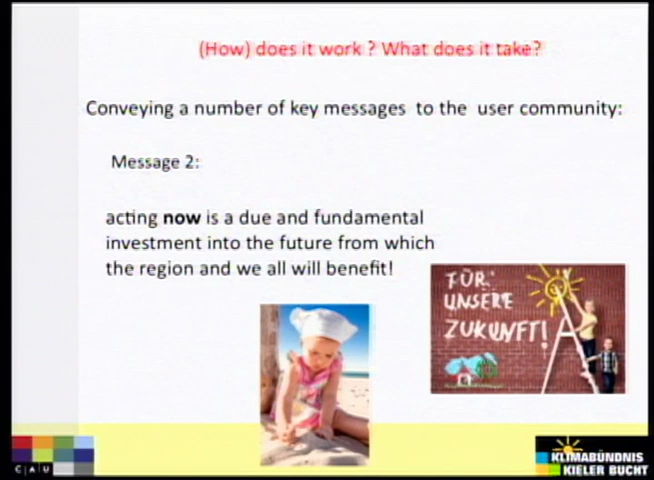 (How) does it work ? What does it take?
Conveying a number of key messages to the user community:
Message 2:
acting now is a due and fundamental
investment into the future from which
the region and we all will benefit!
FÜR
UNSERE
ZUKUNFT!
C|A|U
KLIMABÜNDNIS
KIELER BUCHT